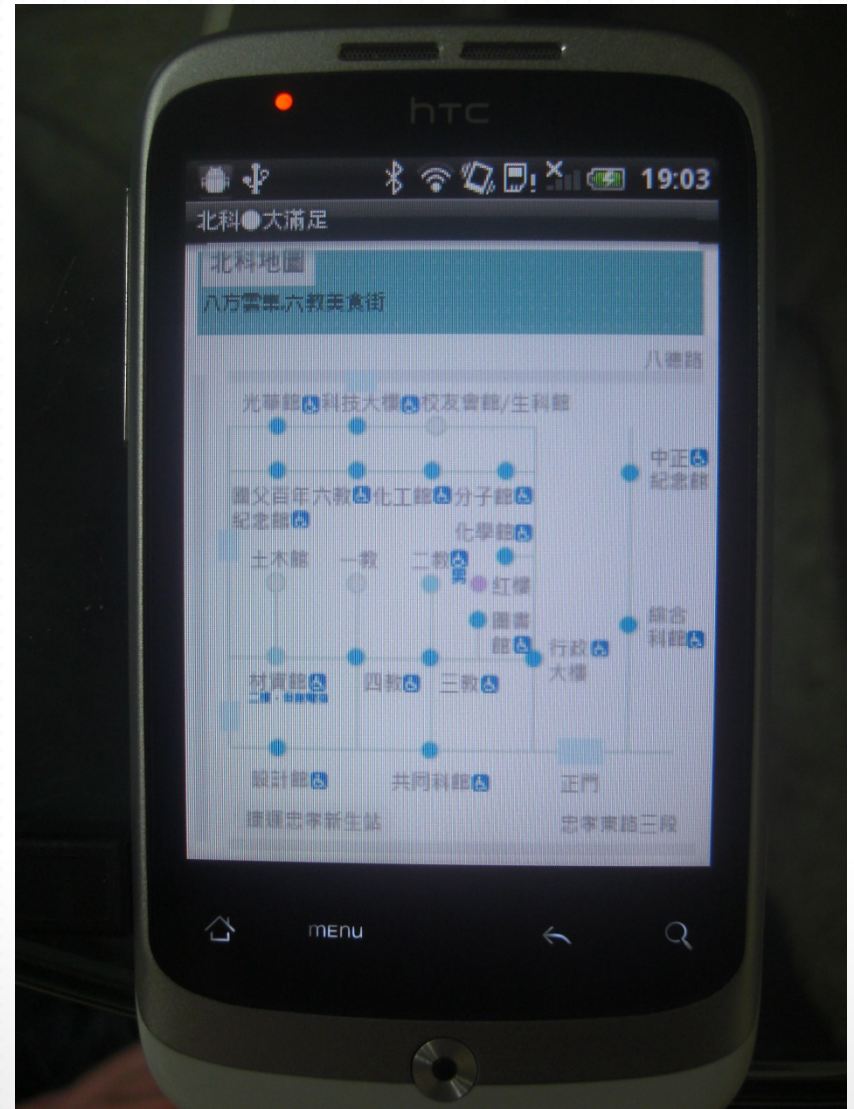 hTC
19:03
北科●大滿足
北科地圖
八方雲集.六教美食街
八德路
光華館 科技大樓 校友會館/生科館
中正
紀念館
國父百年 六教 化工館 分子館
紀念館
化學館
土木館 一教 二教
男
紅樓
圖書
館
綜合
科館
行政
大樓
材資館 四教 三教
設計館 共同科館 正門
捷運忠孝新生站 忠孝東路三段
mEnu